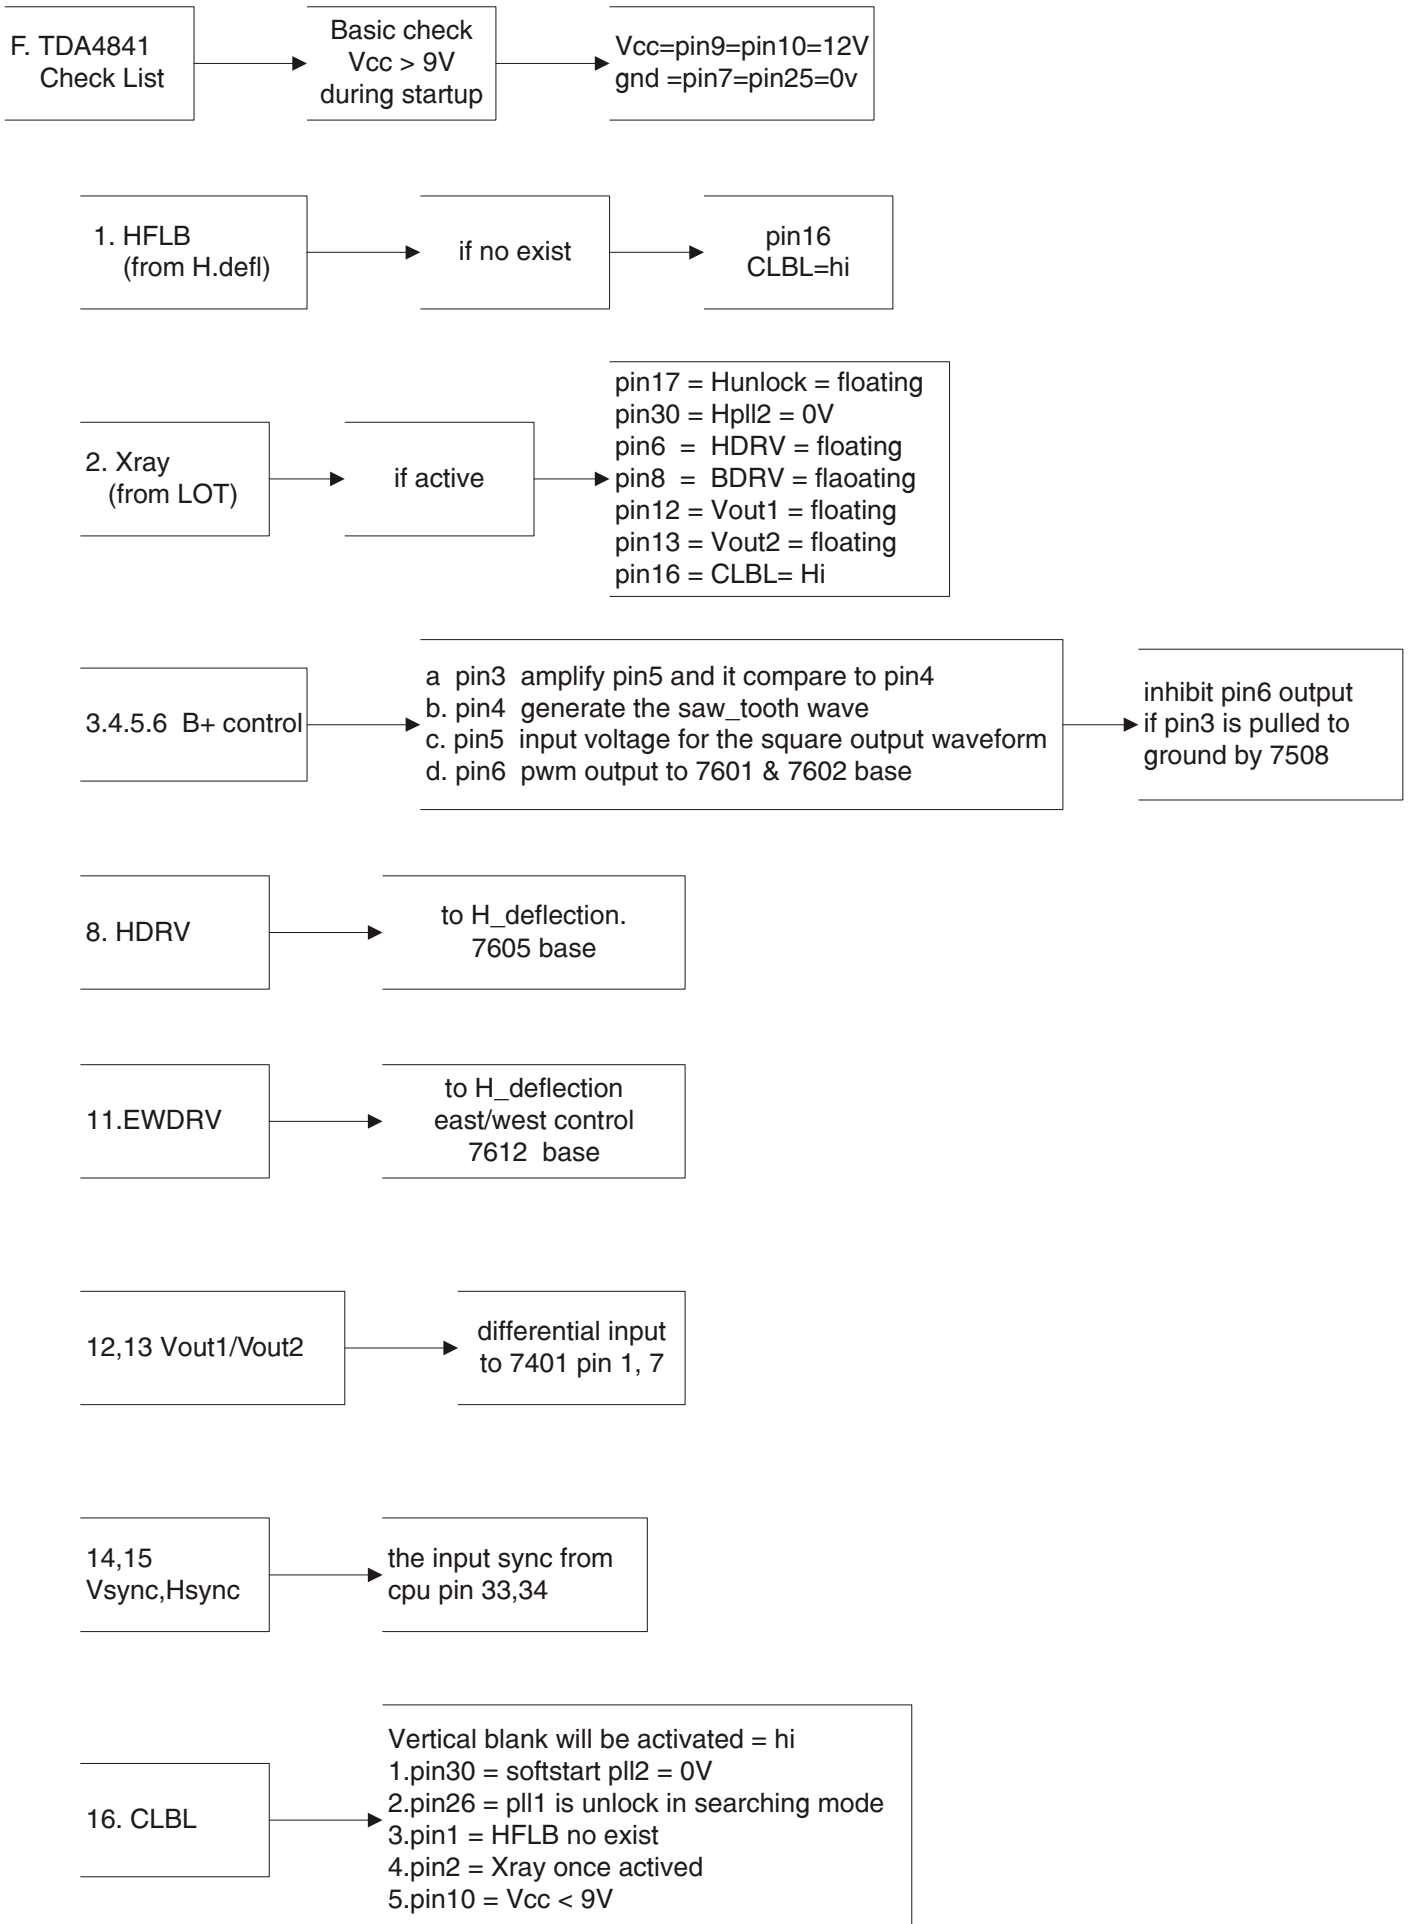 F. TDA4841
Check List
Basic check
Vcc > 9V
during startup
Vcc=pin9=pin10=12V
gnd =pin7=pin25=0v
1. HFLB
(from H.defl)
if no exist
pin16
CLBL=hi
2. Xray
(from LOT)
if active
pin17 = Hunlock = floating
pin30 = Hpll2 = 0V
pin6 = HDRV = floating
pin8 = BDRV = flaoating
pin12 = Vout1 = floating
pin13 = Vout2 = floating
pin16 = CLBL= Hi
3.4.5.6 B+ control
a pin3 amplify pin5 and it compare to pin4
b. pin4 generate the saw_tooth wave
c. pin5 input voltage for the square output waveform
d. pin6 pwm output to 7601 & 7602 base
inhibit pin6 output
if pin3 is pulled to
ground by 7508
8. HDRV
to H_deflection.
7605 base
11.EWDRV
to H_deflection
east/west control
7612 base
12,13 Vout1/Vout2
differential input
to 7401 pin 1, 7
14,15
Vsync,Hsync
the input sync from
cpu pin 33,34
16. CLBL
Vertical blank will be activated = hi
1.pin30 = softstart pll2 = 0V
2.pin26 = pll1 is unlock in searching mode
3.pin1 = HFLB no exist
4.pin2 = Xray once actived
5.pin10 = Vcc < 9V